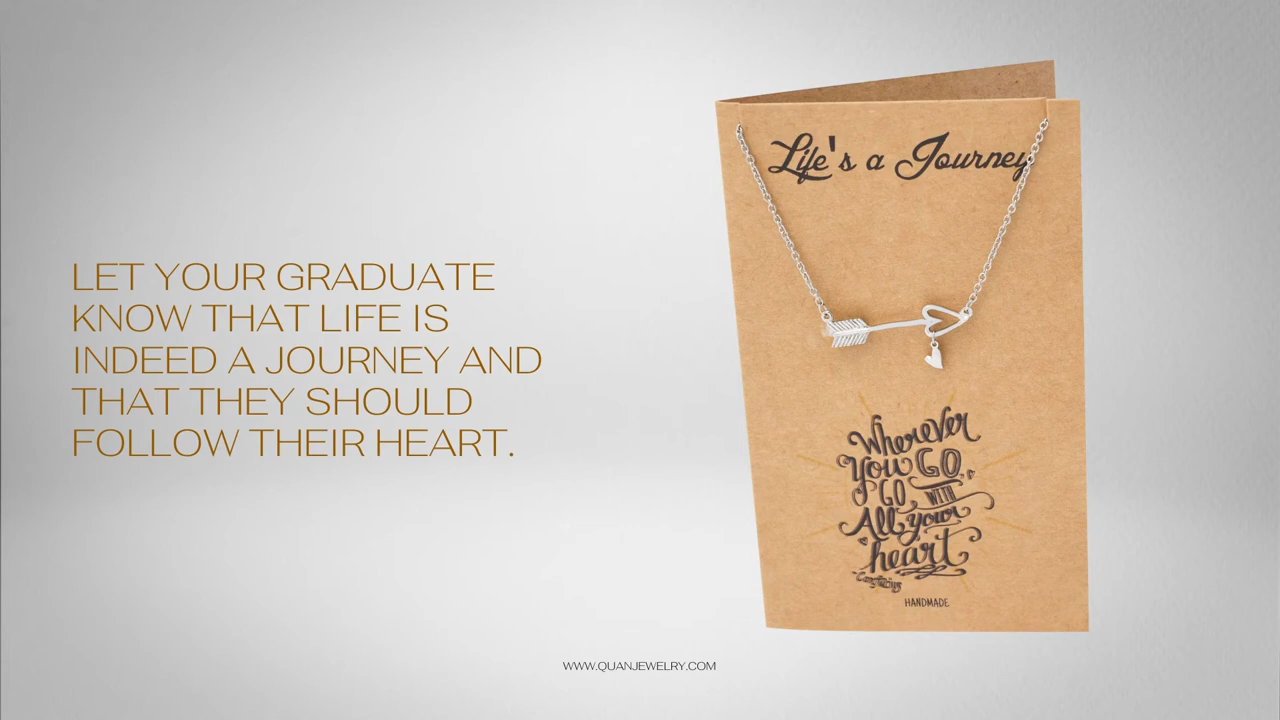 LET YOUR GRADUATE
KNOW THAT LIFE IS
INDEED A JOURNEY AND
THAT THEY SHOULD
FOLLOW THEIR HEART.
Life's a Journey
Wherever
You GO
GO WITH
All your
heart
HANDMADE
WWW.QUANJEWELRY.COM